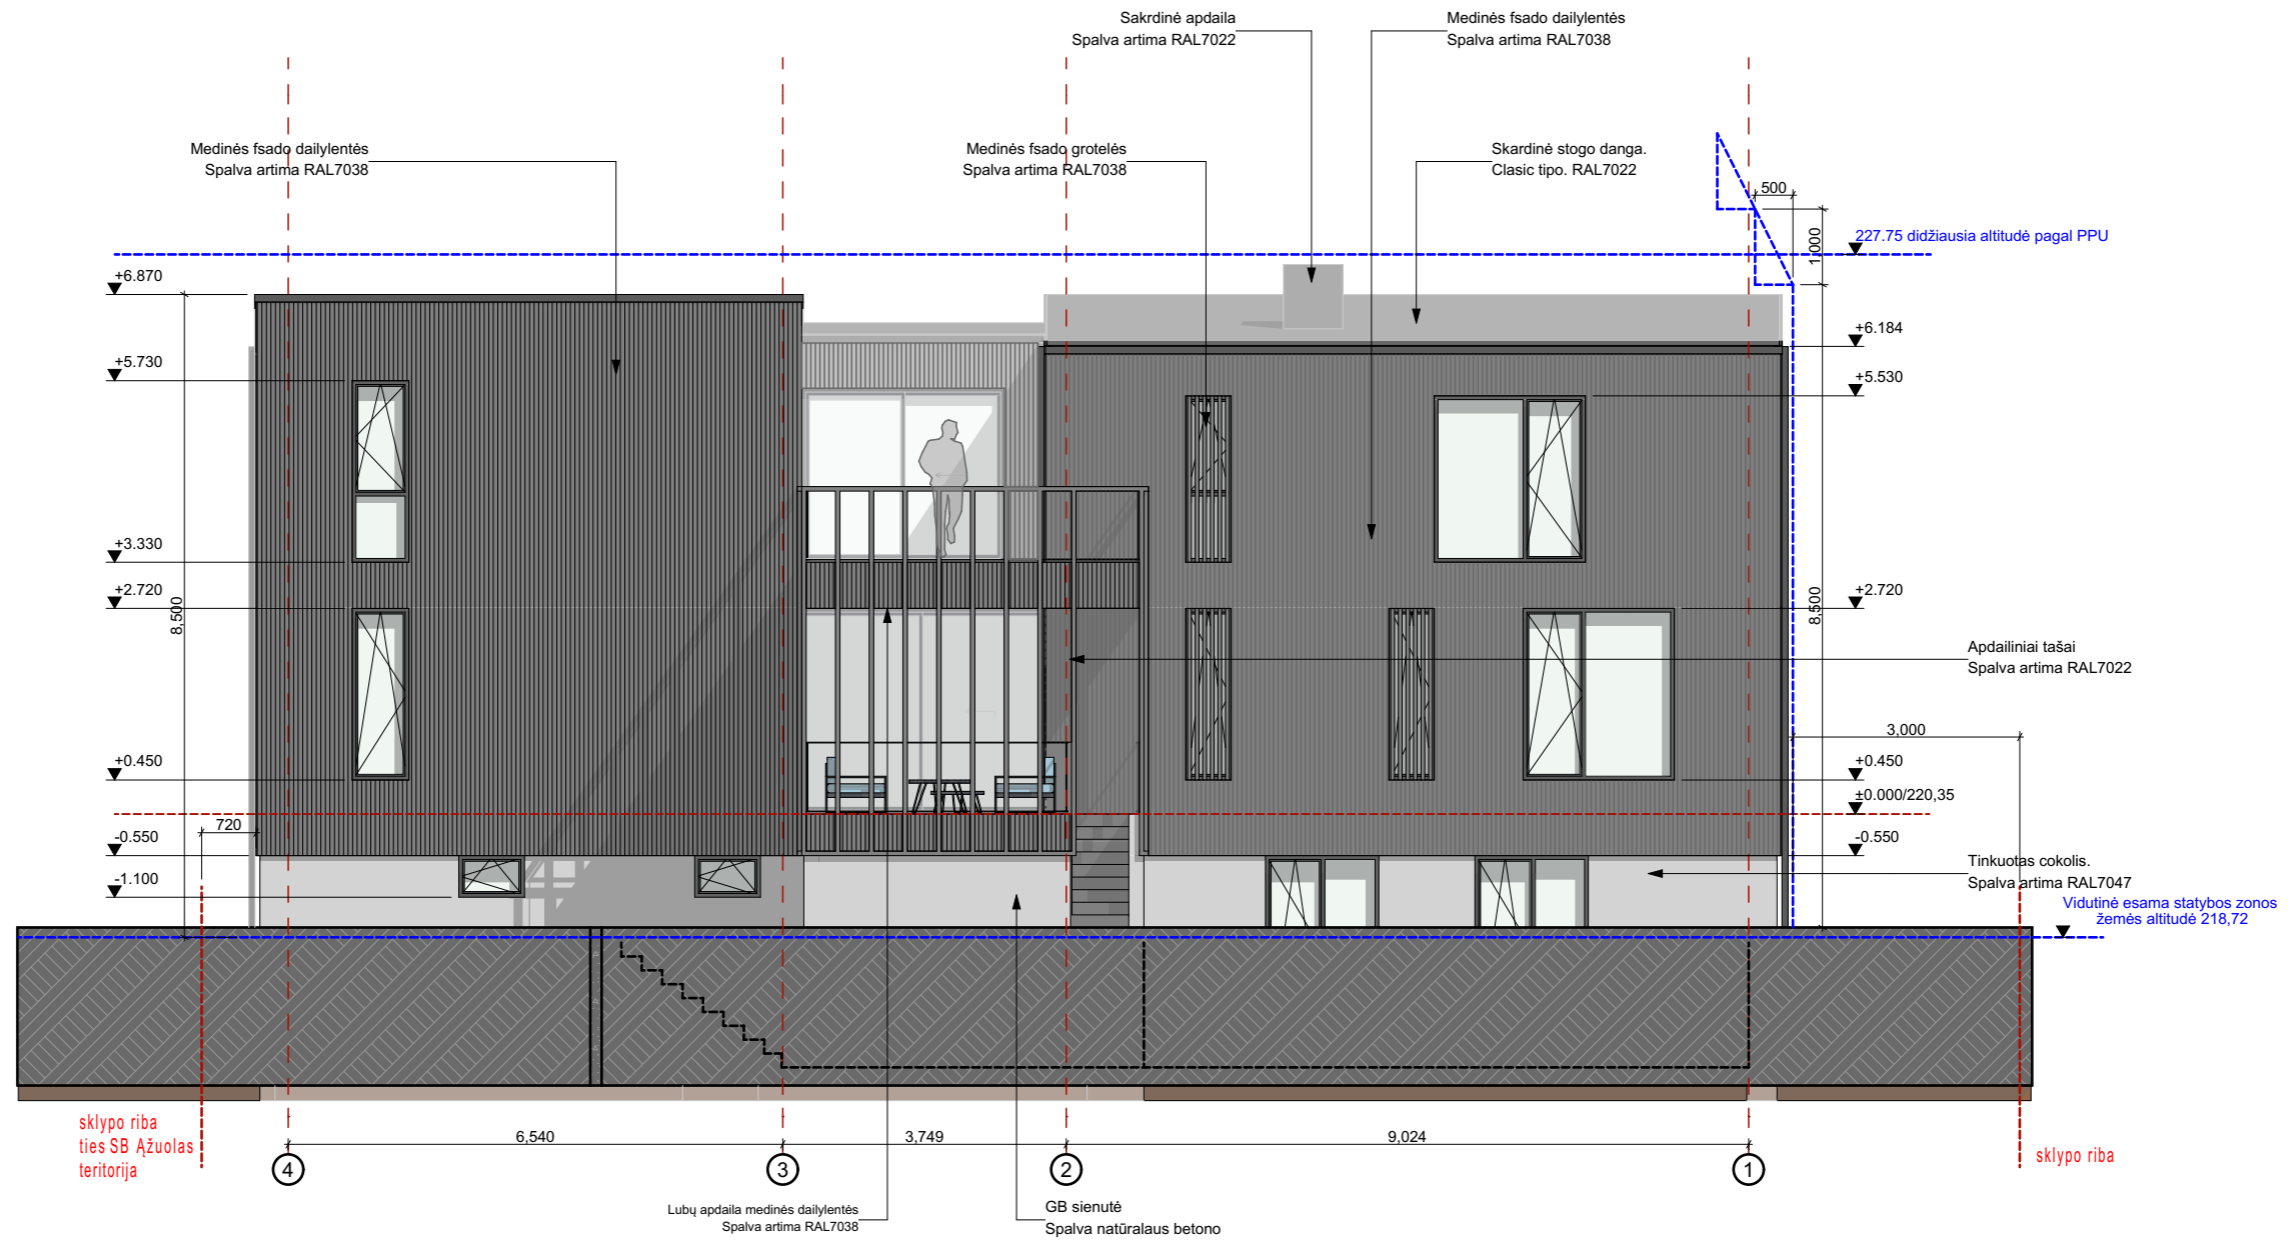 Sakrdinė apdaila
Spalva artima RAL7022
Medinės fsado dailylentės
Spalva artima RAL7038
Medinės fsado dailylentės
Spalva artima RAL7038
Medinės fsado grotelės
Spalva artima RAL7038
Skardinė stogo danga.
Clasic tipo. RAL7022
500
1,000
227.75 didžiausia altitudė pagal PPU
+6.870
+5.730
+3.330
+2.720
8,500
+0.450
720
-0.550
-1.100
+6.184
+5.530
+2.720
8,500
Apdailiniai tašai
Spalva artima RAL7022
3,000
+0.450
±0.000/220,35
-0.550
Tinkuotas cokolis.
Spalva artima RAL7047
Vidutinė esama statybos zonos
žemės altitudė 218,72
sklypo riba
ties SB Ąžuolas
teritorija
6,540
3,749
9,024
4
3
2
1
sklypo riba
Lubų apdaila medinės dailylentės
Spalva artima RAL7038
GB sienutė
Spalva natūralaus betono